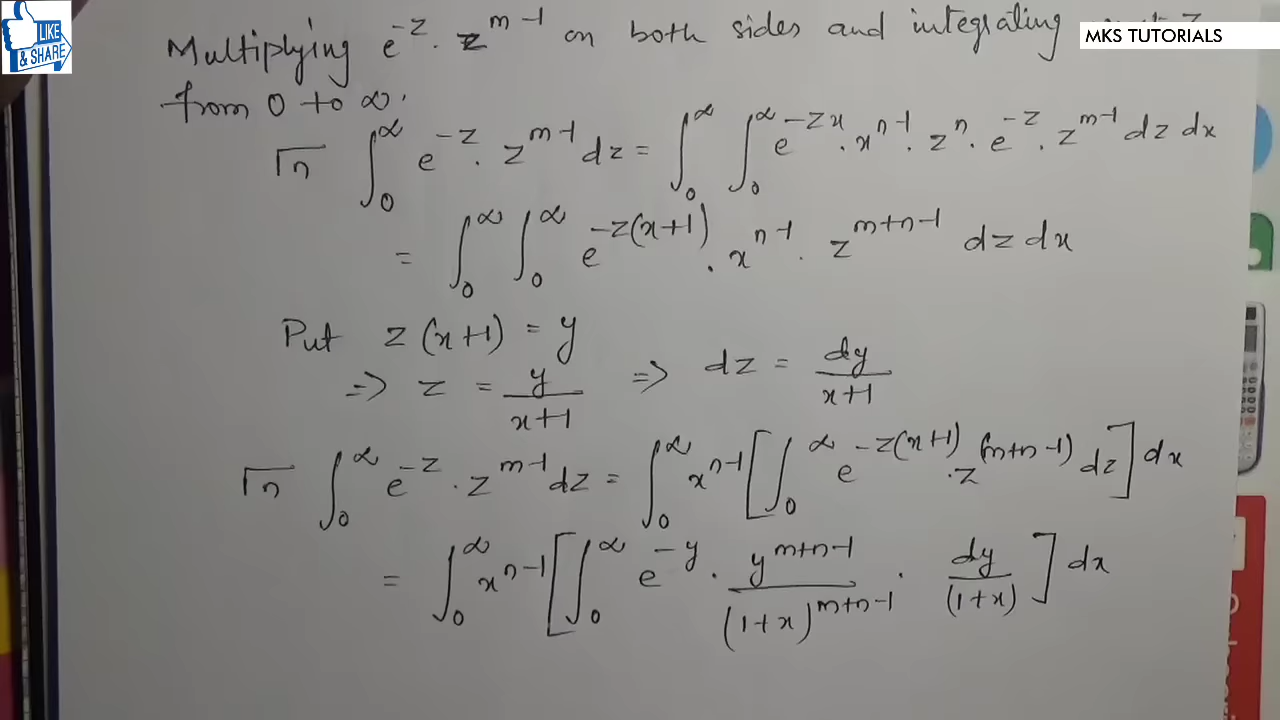 LIKE
& SHARE
MKS TUTORIALS
Multiplying e^{-z} . z^{m-1} on both sides and integrating
from 0 to ∞.
Γn ∫_0^∞ e^{-z} . z^{m-1} dz = ∫_0^∞ ∫_0^∞ e^{-zx} . x^{n-1} . z^n . e^{-z} . z^{m-1} dz dx
= ∫_0^∞ ∫_0^∞ e^{-z(x+1)} . x^{n-1} . z^{m+n-1} dz dx
Put z(x+1) = y
⇒ z = y/(x+1) ⇒ dz = dy/(x+1)
Γn ∫_0^∞ e^{-z} . z^{m-1} dz = ∫_0^∞ x^{n-1} [∫_0^∞ e^{-z(x+1)} . z^{(m+n-1)} dz] dx
= ∫_0^∞ x^{n-1} [∫_0^∞ e^{-y} . y^{m+n-1}/(1+x)^{m+n-1} . dy/(1+x)] dx